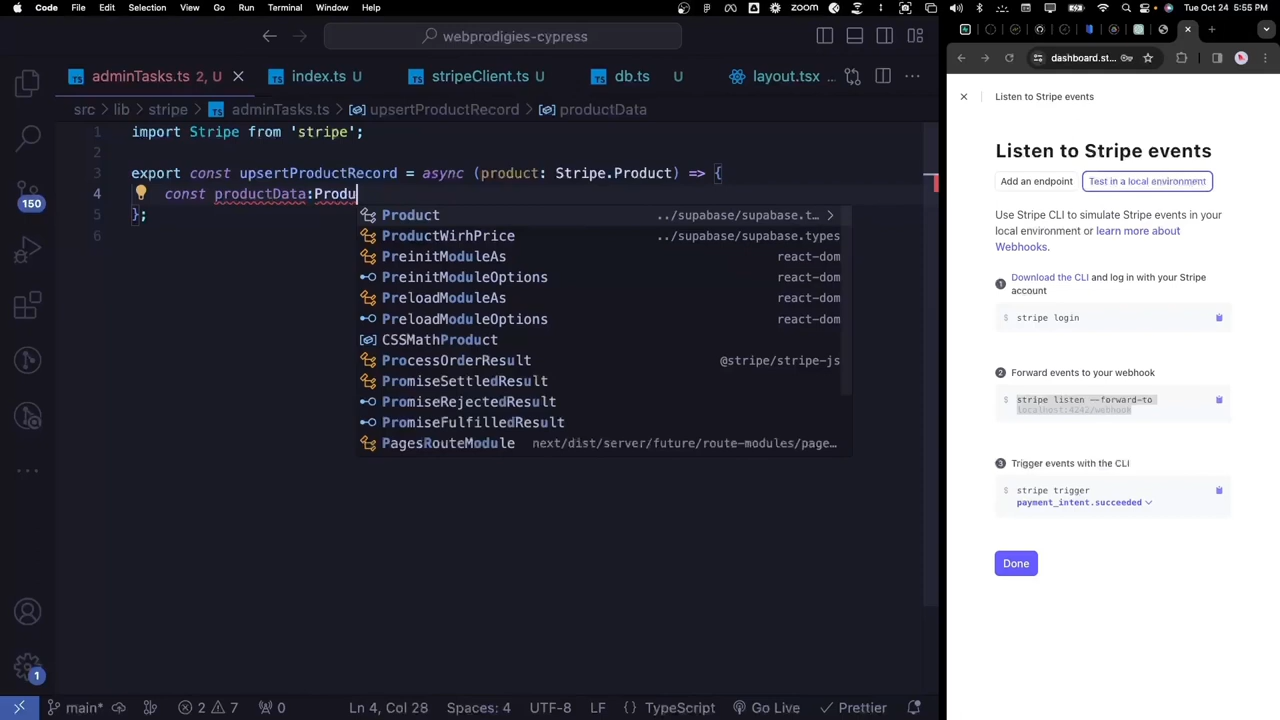 Code File Edit Selection View Go Run Terminal Window Help
zoom
Tue Oct 24 5:55 PM
webprodigies-cypress
adminTasks.ts 2, U
index.ts U
stripeClient.ts U
db.ts U
layout.tsx ...
src > lib > stripe > adminTasks.ts > upsertProductRecord > productData
1 import Stripe from 'stripe';
2
3 export const upsertProductRecord = async (product: Stripe.Product) => {
4 const productData:Produ
5 };
6
Product ../supabase/supabase.t… >
ProductWirhPrice ../supabase/supabase.types
PreinitModuleAs react-dom
PreinitModuleOptions react-dom
PreloadModuleAs react-dom
PreloadModuleOptions react-dom
CSSMathProduct
ProcessOrderResult @stripe/stripe-js
PromiseSettledResult
PromiseRejectedResult
PromiseFulfilledResult
PagesRouteModule next/dist/server/future/route-modules/page…
150
1
main*
2 7
0
Ln 4, Col 28
Spaces: 4
UTF-8
LF
TypeScript
Go Live
Prettier
dashboard.st...
Listen to Stripe events
Listen to Stripe events
Add an endpoint
Test in a local environment
Use Stripe CLI to simulate Stripe events in your
local environment or learn more about
Webhooks.
1 Download the CLI and log in with your Stripe
account
$ stripe login
2 Forward events to your webhook
$ stripe listen --forward-to
localhost:4242/webhook
3 Trigger events with the CLI
$ stripe trigger
payment_intent.succeeded
Done